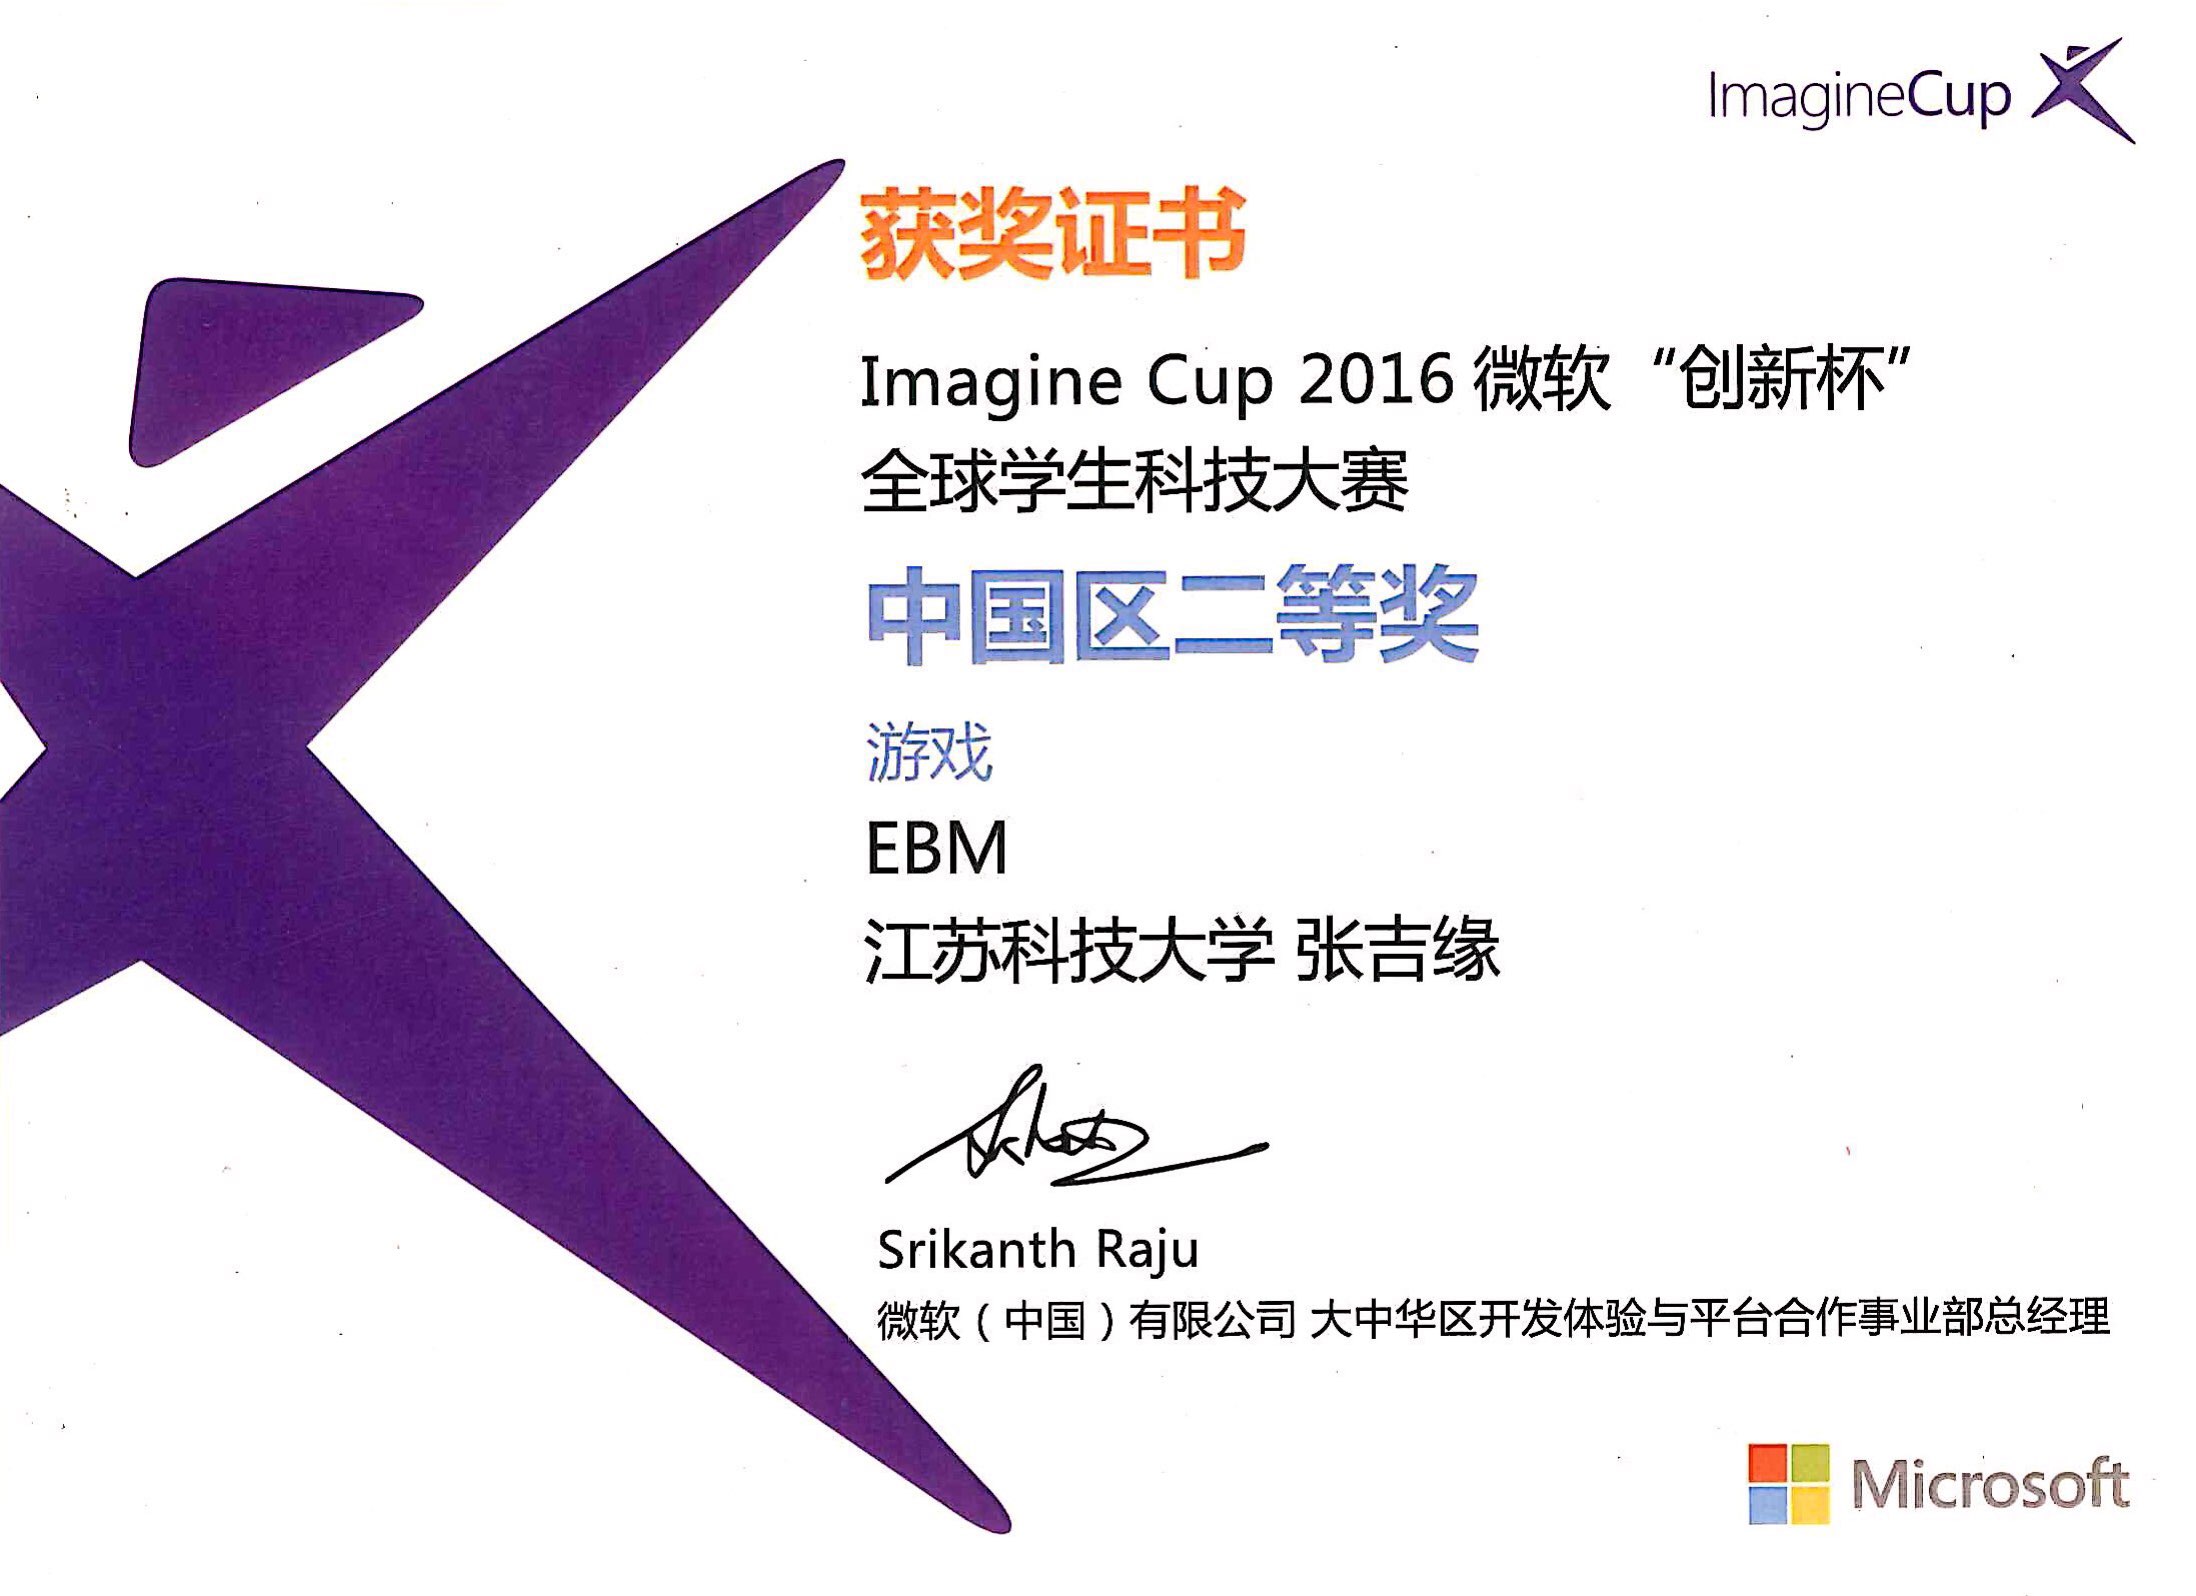 ImagineCup
获奖证书
Imagine Cup 2016 微软“创新杯”
全球学生科技大赛
中国区二等奖
游戏
EBM
江苏科技大学 张吉缘
Srikanth Raju
微软（中国）有限公司 大中华区开发体验与平台合作事业部总经理
Microsoft